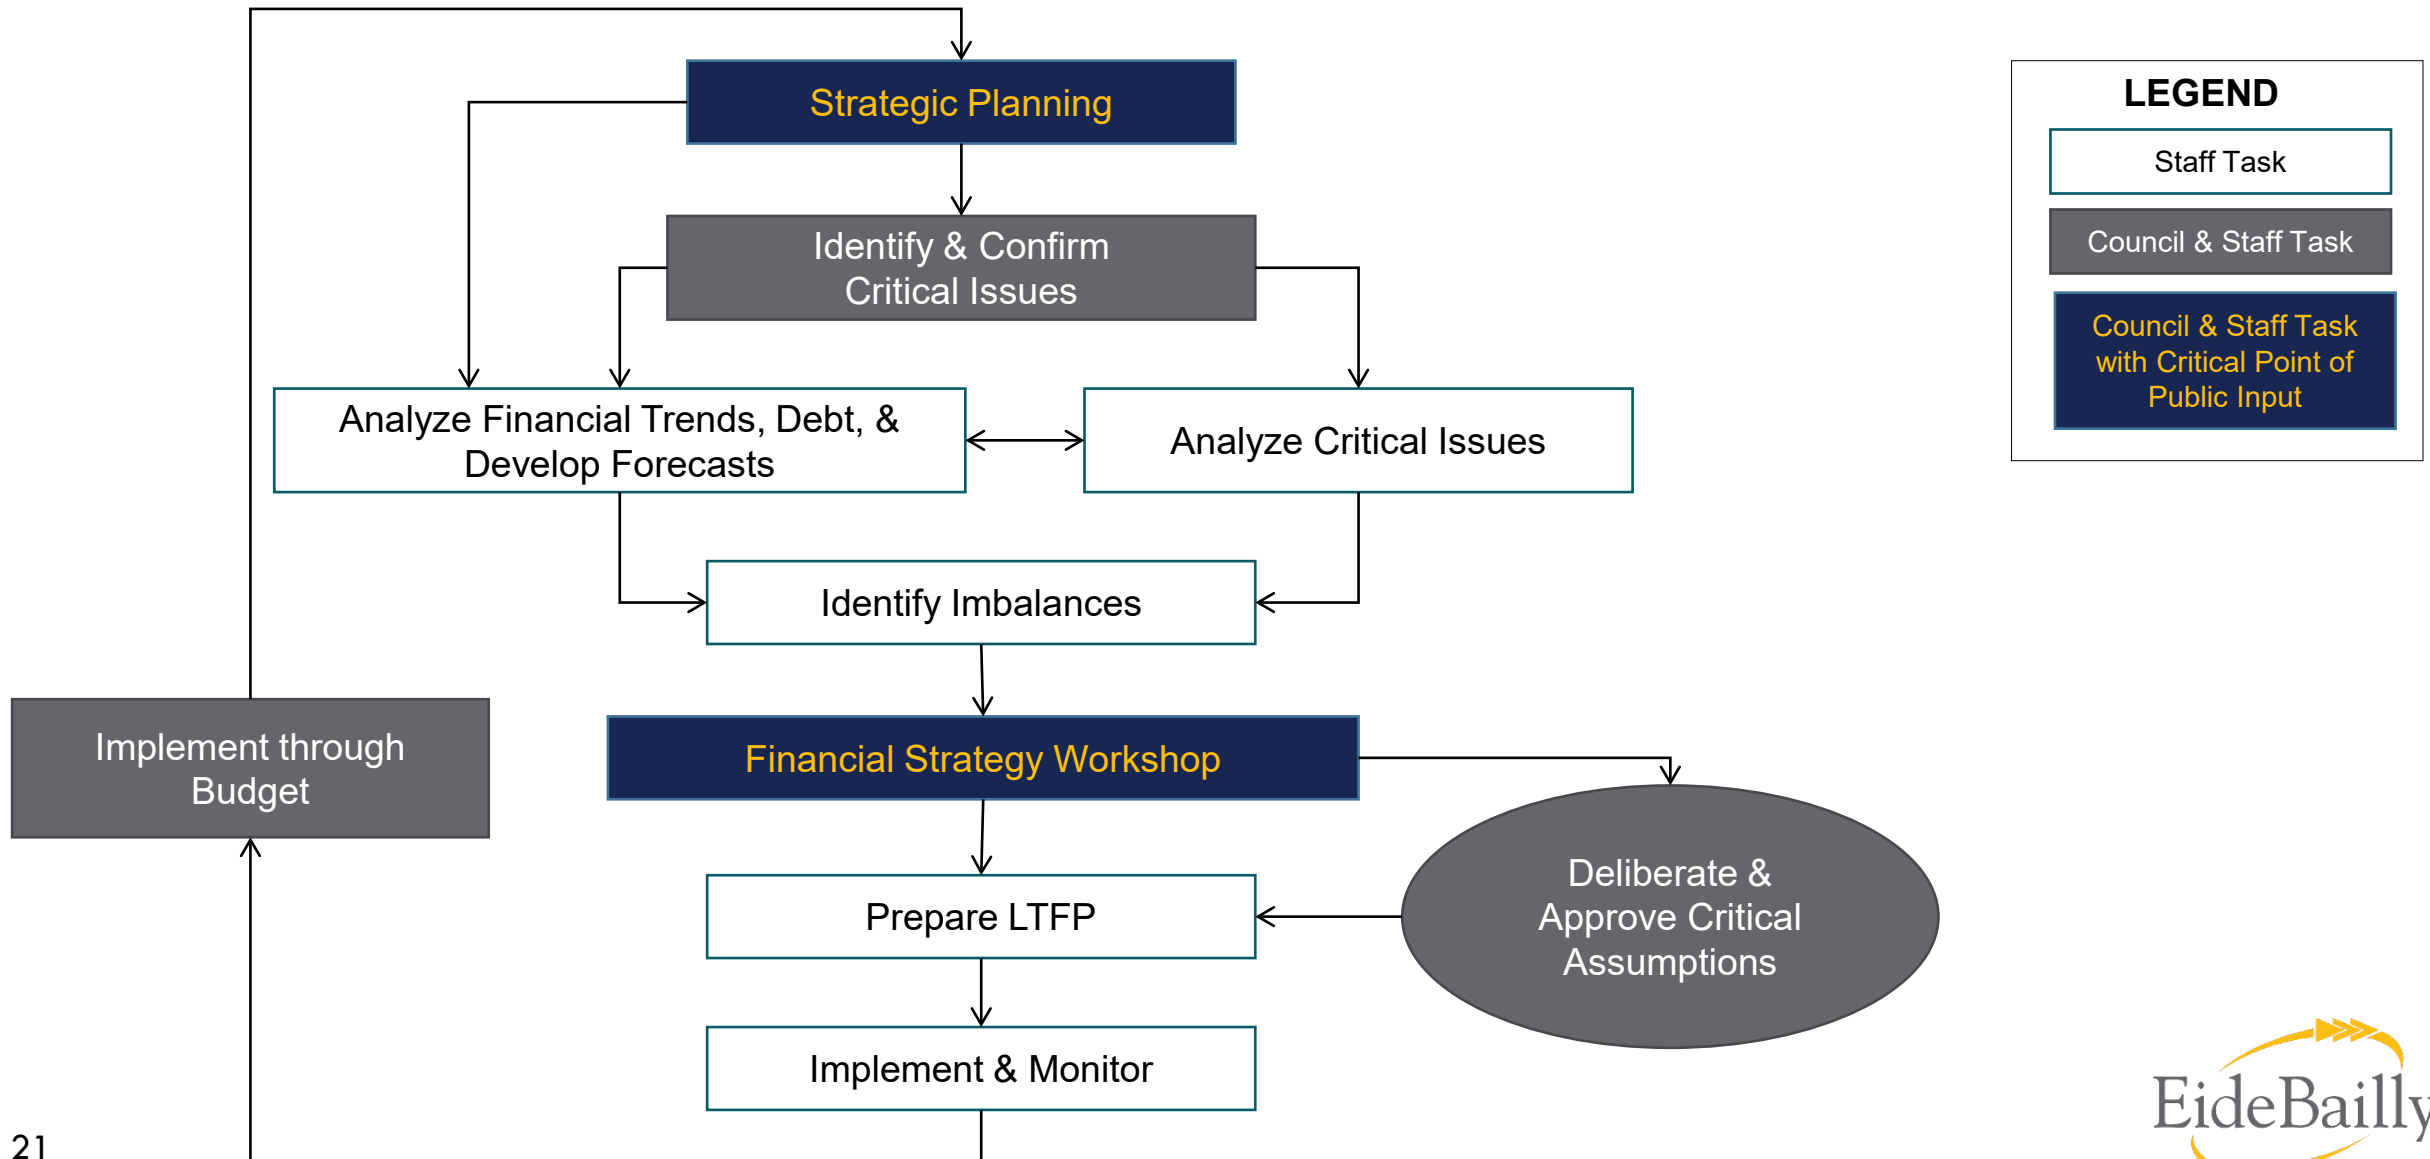 Strategic Planning
Identify & Confirm
Critical Issues
Analyze Financial Trends, Debt, &
Develop Forecasts
Analyze Critical Issues
Identify Imbalances
Implement through
Budget
Financial Strategy Workshop
Deliberate &
Approve Critical
Assumptions
Prepare LTFP
Implement & Monitor
LEGEND
Staff Task
Council & Staff Task
Council & Staff Task
with Critical Point of
Public Input
21
EideBailly